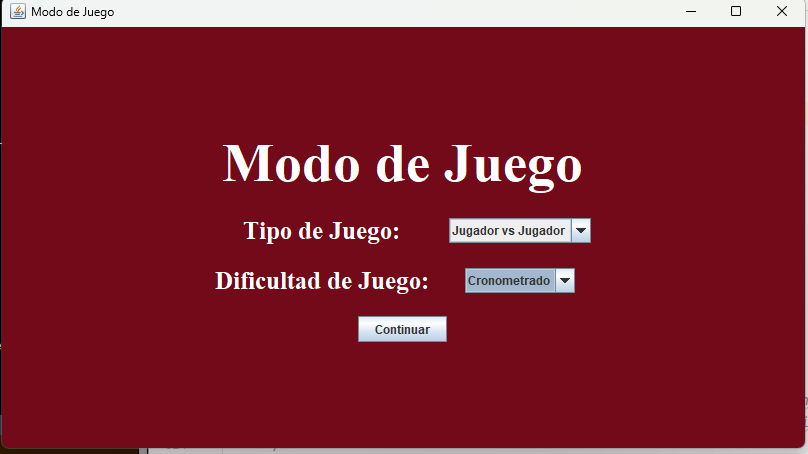 Modo de Juego
Modo de Juego
Tipo de Juego: Jugador vs Jugador
Dificultad de Juego: Cronometrado
Continuar